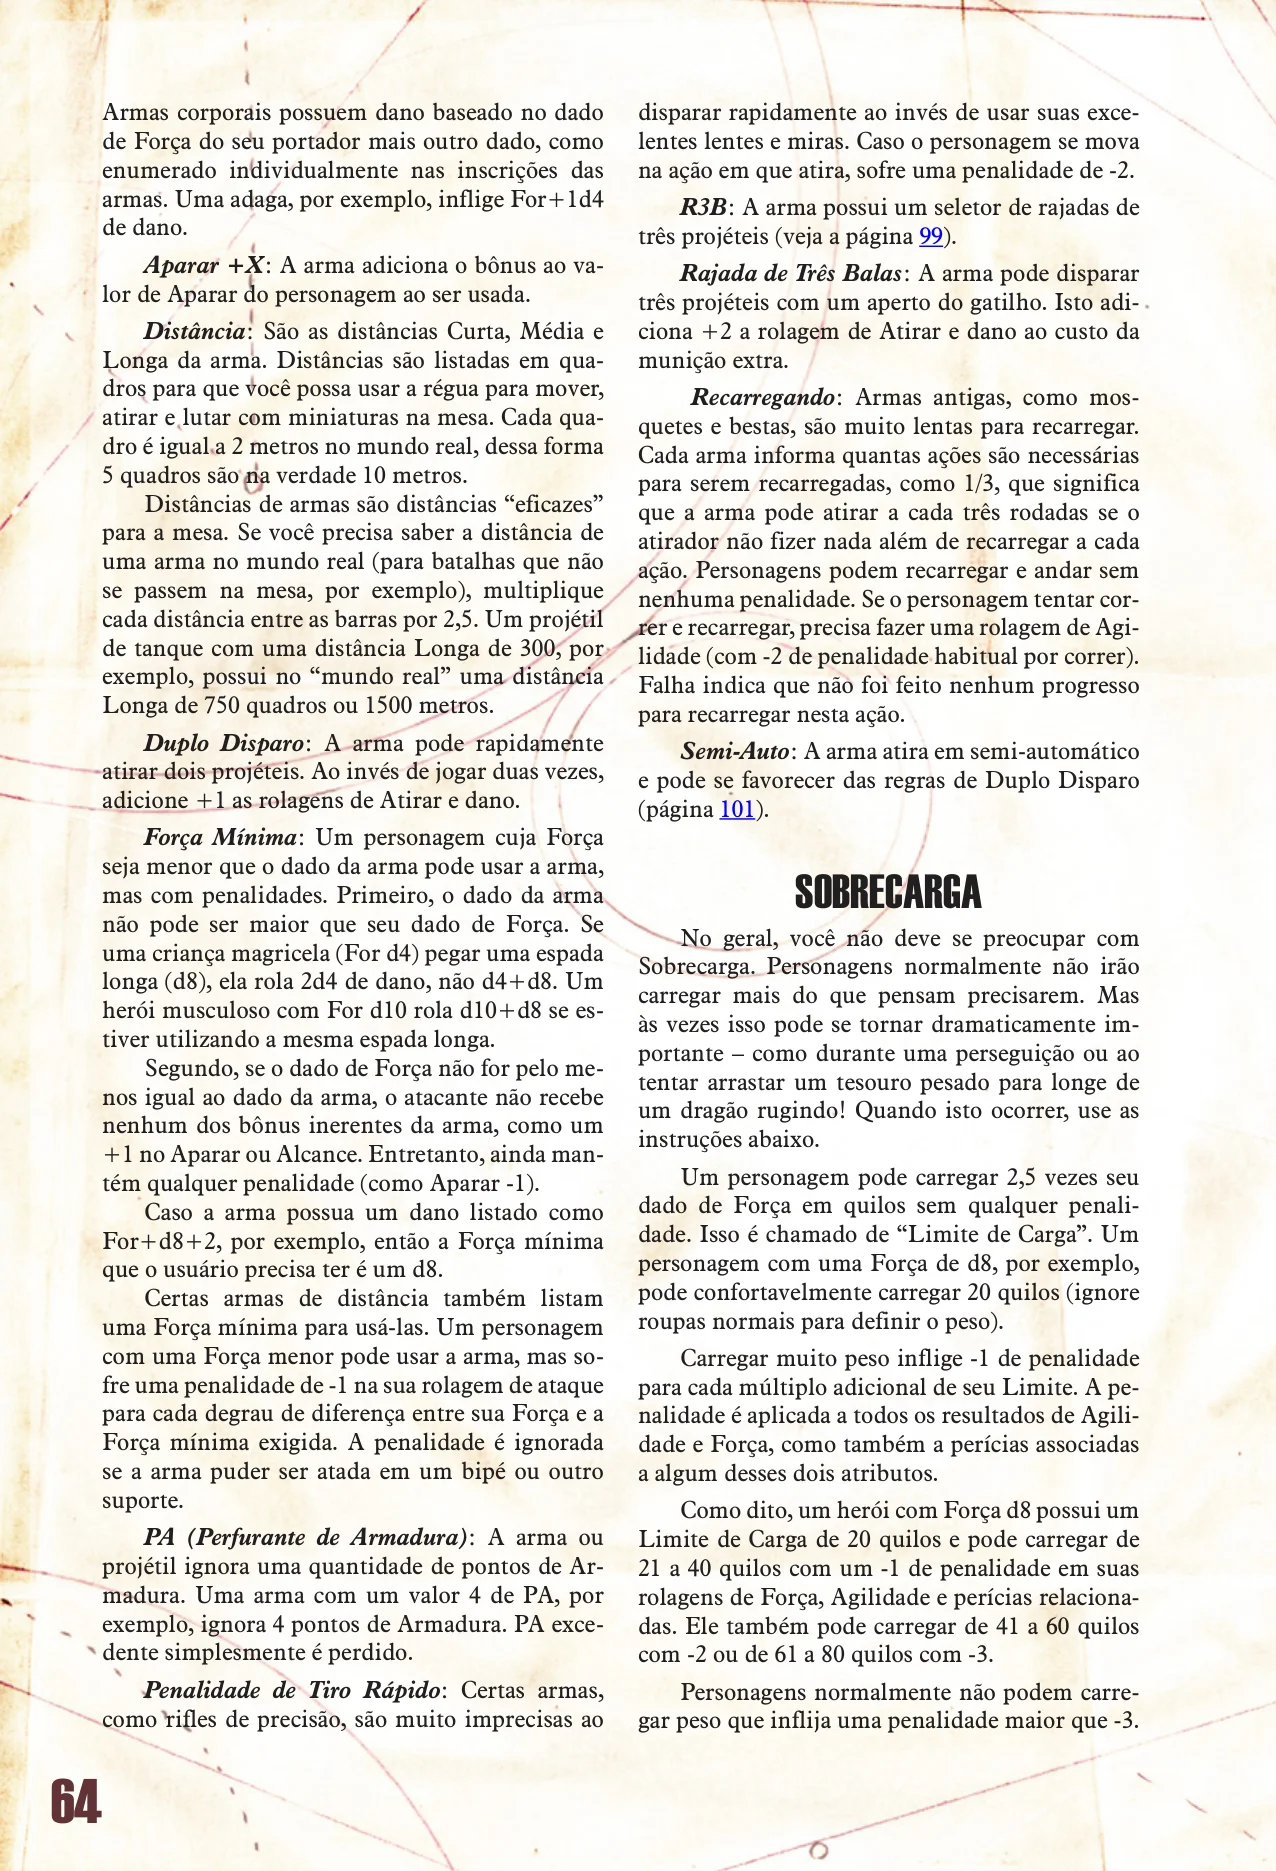 Armas corporais possuem dano baseado no dado
de Força do seu portador mais outro dado, como
enumerado individualmente nas inscrições das
armas. Uma adaga, por exemplo, inflige For+1d4
de dano.
Aparar +X: A arma adiciona o bônus ao va-
lor de Aparar do personagem ao ser usada.
Distância: São as distâncias Curta, Média e
Longa da arma. Distâncias são listadas em qua-
dros para que você possa usar a régua para mover,
atirar e lutar com miniaturas na mesa. Cada qua-
dro é igual a 2 metros no mundo real, dessa forma
5 quadros são na verdade 10 metros.
Distâncias de armas são distâncias “eficazes”
para a mesa. Se você precisa saber a distância de
uma arma no mundo real (para batalhas que não
se passem na mesa, por exemplo), multiplique
cada distância entre as barras por 2,5. Um projétil
de tanque com uma distância Longa de 300, por
exemplo, possui no “mundo real” uma distância
Longa de 750 quadros ou 1500 metros.
Duplo Disparo: A arma pode rapidamente
atirar dois projéteis. Ao invés de jogar duas vezes,
adicione +1 as rolagens de Atirar e dano.
Força Mínima: Um personagem cuja Força
seja menor que o dado da arma pode usar a arma,
mas com penalidades. Primeiro, o dado da arma
não pode ser maior que seu dado de Força. Se
uma criança magricela (For d4) pegar uma espada
longa (d8), ela rola 2d4 de dano, não d4+d8. Um
herói musculoso com For d10 rola d10+d8 se es-
tiver utilizando a mesma espada longa.
Segundo, se o dado de Força não for pelo me-
nos igual ao dado da arma, o atacante não recebe
nenhum dos bônus inerentes da arma, como um
+1 no Aparar ou Alcance. Entretanto, ainda man-
tém qualquer penalidade (como Aparar -1).
Caso a arma possua um dano listado como
For+d8+2, por exemplo, então a Força mínima
que o usuário precisa ter é um d8.
Certas armas de distância também listam
uma Força mínima para usá-las. Um personagem
com uma Força menor pode usar a arma, mas so-
fre uma penalidade de -1 na sua rolagem de ataque
para cada degrau de diferença entre sua Força e a
Força mínima exigida. A penalidade é ignorada
se a arma puder ser atada em um bipé ou outro
suporte.
PA (Perfurante de Armadura): A arma ou
projétil ignora uma quantidade de pontos de Ar-
madura. Uma arma com um valor 4 de PA, por
exemplo, ignora 4 pontos de Armadura. PA exce-
dente simplesmente é perdido.
Penalidade de Tiro Rápido: Certas armas,
como rifles de precisão, são muito imprecisas ao
disparar rapidamente ao invés de usar suas exce-
lentes lentes e miras. Caso o personagem se mova
na ação em que atira, sofre uma penalidade de -2.
R3B: A arma possui um seletor de rajadas de
três projéteis (veja a página 99).
Rajada de Três Balas: A arma pode disparar
três projéteis com um aperto do gatilho. Isto adi-
ciona +2 a rolagem de Atirar e dano ao custo da
munição extra.
Recarregando: Armas antigas, como mos-
quetes e bestas, são muito lentas para recarregar.
Cada arma informa quantas ações são necessárias
para serem recarregadas, como 1/3, que significa
que a arma pode atirar a cada três rodadas se o
atirador não fizer nada além de recarregar a cada
ação. Personagens podem recarregar e andar sem
nenhuma penalidade. Se o personagem tentar cor-
rer e recarregar, precisa fazer uma rolagem de Agi-
lidade (com -2 de penalidade habitual por correr).
Falha indica que não foi feito nenhum progresso
para recarregar nesta ação.
Semi-Auto: A arma atira em semi-automático
e pode se favorecer das regras de Duplo Disparo
(página 101).
SOBRECARGA
No geral, você não deve se preocupar com
Sobrecarga. Personagens normalmente não irão
carregar mais do que pensam precisarem. Mas
às vezes isso pode se tornar dramaticamente im-
portante – como durante uma perseguição ou ao
tentar arrastar um tesouro pesado para longe de
um dragão rugindo! Quando isto ocorrer, use as
instruções abaixo.
Um personagem pode carregar 2,5 vezes seu
dado de Força em quilos sem qualquer penali-
dade. Isso é chamado de “Limite de Carga”. Um
personagem com uma Força de d8, por exemplo,
pode confortavelmente carregar 20 quilos (ignore
roupas normais para definir o peso).
Carregar muito peso inflige -1 de penalidade
para cada múltiplo adicional de seu Limite. A pe-
nalidade é aplicada a todos os resultados de Agili-
dade e Força, como também a perícias associadas
a algum desses dois atributos.
Como dito, um herói com Força d8 possui um
Limite de Carga de 20 quilos e pode carregar de
21 a 40 quilos com um -1 de penalidade em suas
rolagens de Força, Agilidade e perícias relaciona-
das. Ele também pode carregar de 41 a 60 quilos
com -2 ou de 61 a 80 quilos com -3.
Personagens normalmente não podem carre-
gar peso que inflija uma penalidade maior que -3.
64